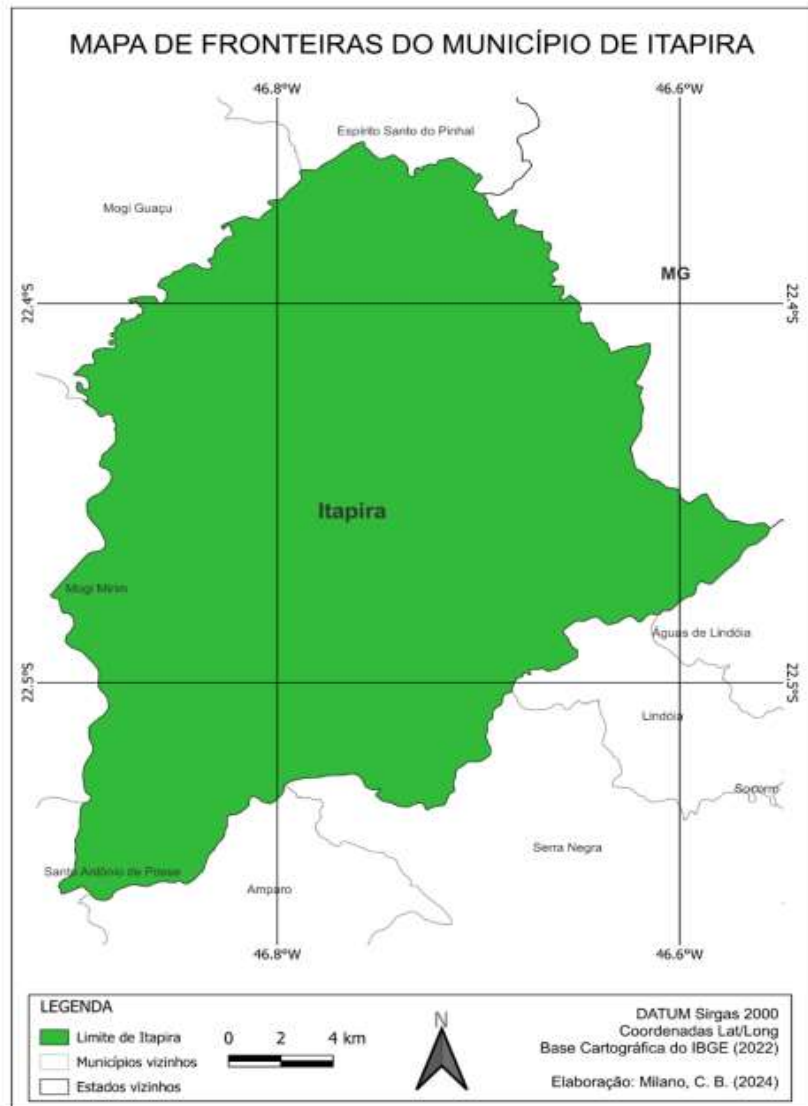 MAPA DE FRONTEIRAS DO MUNICÍPIO DE ITAPIRA
46.8°W
46.6°W
Espírito Santo do Pinhal
Mogi Guaçu
MG
22.4°S
22.4°S
Itapira
Mogi Mirim
Águas de Lindóia
22.5°S
22.5°S
Lindóia
Socorro
Serra Negra
Santo Antônio de Posse
Amparo
46.8°W
46.6°W
LEGENDA
Limite de Itapira
Municípios vizinhos
Estados vizinhos
0 2 4 km
N
DATUM Sirgas 2000
Coordenadas Lat/Long
Base Cartográfica do IBGE (2022)
Elaboração: Milano, C. B. (2024)